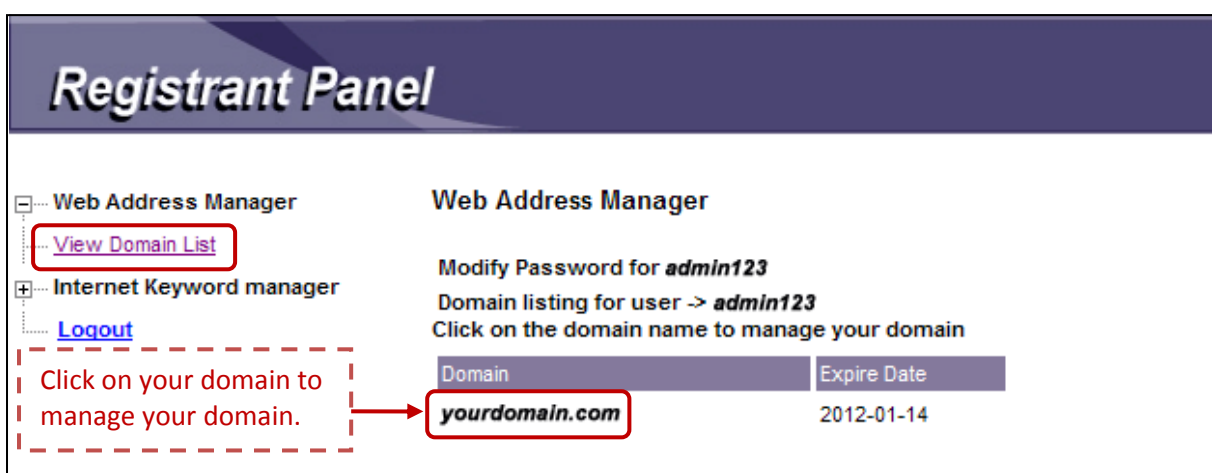 Registrant Panel
Web Address Manager
View Domain List
Internet Keyword manager
Logout
Click on your domain to
manage your domain.
Web Address Manager
Modify Password for admin123
Domain listing for user -> admin123
Click on the domain name to manage your domain
Domain Expire Date
yourdomain.com 2012-01-14